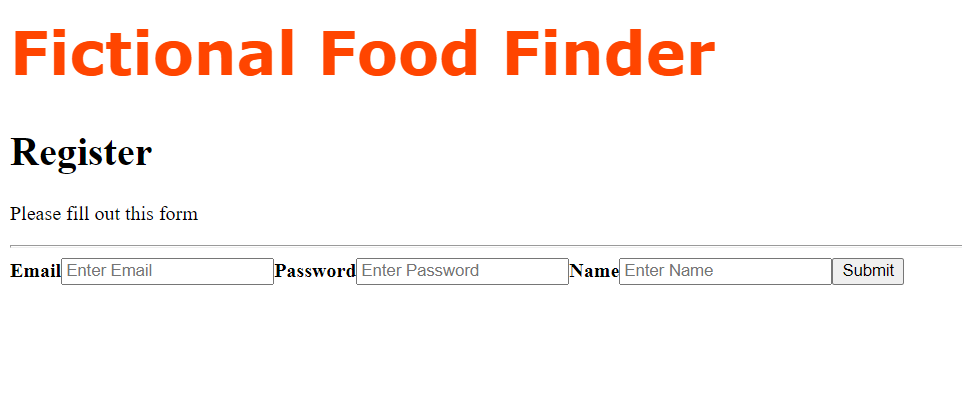 Fictional Food Finder
Register
Please fill out this form
Email Enter Email Password Enter Password Name Enter Name Submit